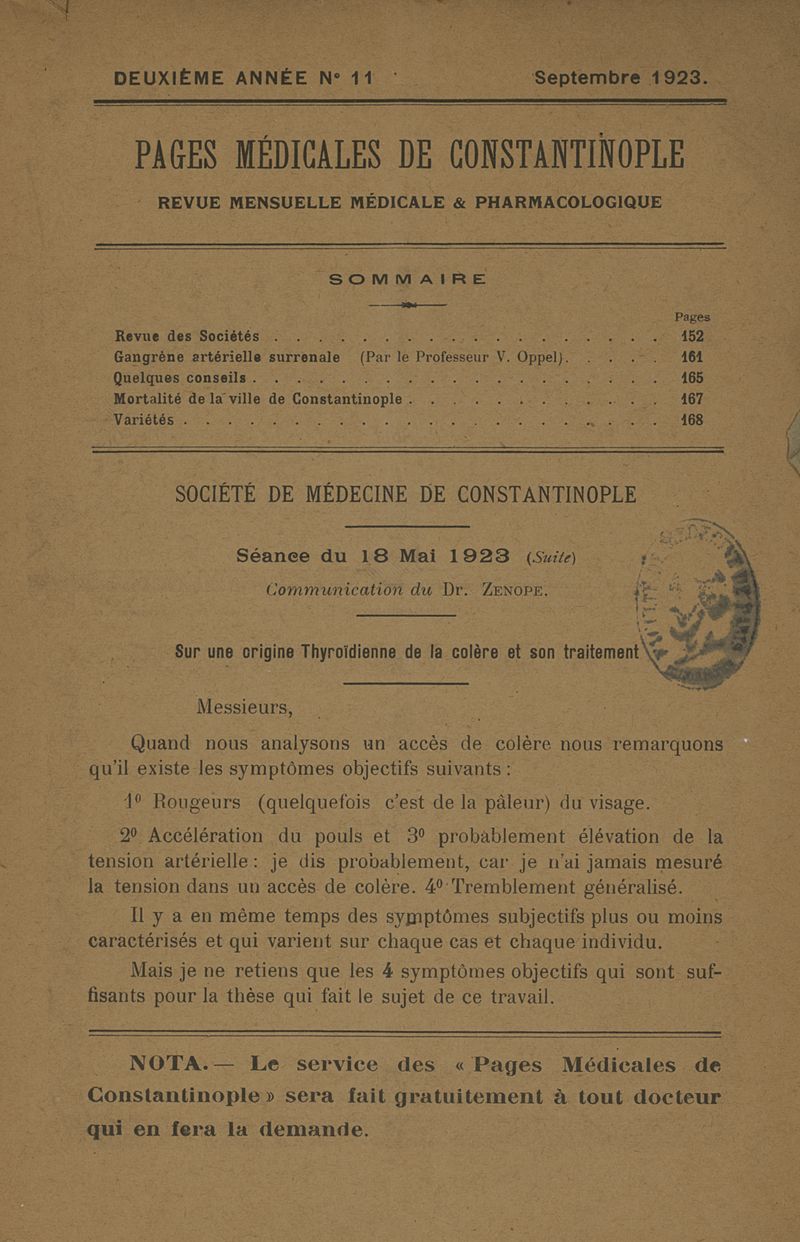 DEUXIÈME ANNÉE N° 11 Septembre 1923.
PAGES MÉDICALES DE CONSTANTINOPLE
REVUE MENSUELLE MÉDICALE & PHARMACOLOGIQUE
SOMMAIRE
Pages
Revue des Sociétés . . . . . . . . . . . . . . . . . . 152
Gangrène artérielle surrenale (Par le Professeur V. Oppel) . . . . . 161
Quelques conseils . . . . . . . . . . . . . . . . . . . 165
Mortalité de la ville de Constantinople . . . . . . . . . . . . 167
Variétés . . . . . . . . . . . . . . . . . . . . . . 168
SOCIÉTÉ DE MÉDECINE DE CONSTANTINOPLE
Séance du 18 Mai 1923 (Suite)
Communication du Dr. ZENOPE.
Sur une origine Thyroïdienne de la colère et son traitement
Messieurs,
Quand nous analysons un accès de colère nous remarquons
qu'il existe les symptômes objectifs suivants :
1º Rougeurs (quelquefois c'est de la pâleur) du visage.
2º Accélération du pouls et 3º probablement élévation de la
tension artérielle : je dis probablement, car je n'ai jamais mesuré
la tension dans un accès de colère. 4º Tremblement généralisé.
Il y a en même temps des symptômes subjectifs plus ou moins
caractérisés et qui varient sur chaque cas et chaque individu.
Mais je ne retiens que les 4 symptômes objectifs qui sont suf-
fisants pour la thèse qui fait le sujet de ce travail.
NOTA.— Le service des « Pages Médicales de
Constantinople » sera fait gratuitement à tout docteur
qui en fera la demande.